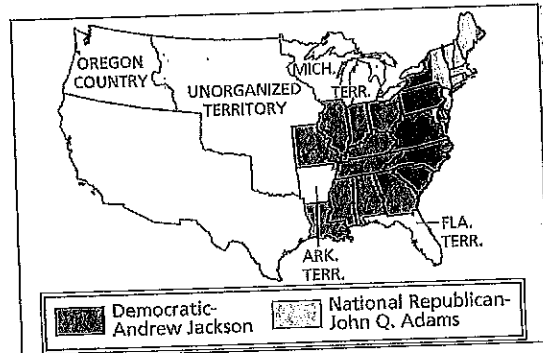 OREGON
COUNTRY
UNORGANIZED
TERRITORY
MICH.
TERR.
FLA.
TERR.
ARK.
TERR.
Democratic-
Andrew Jackson
National Republican-
John Q. Adams